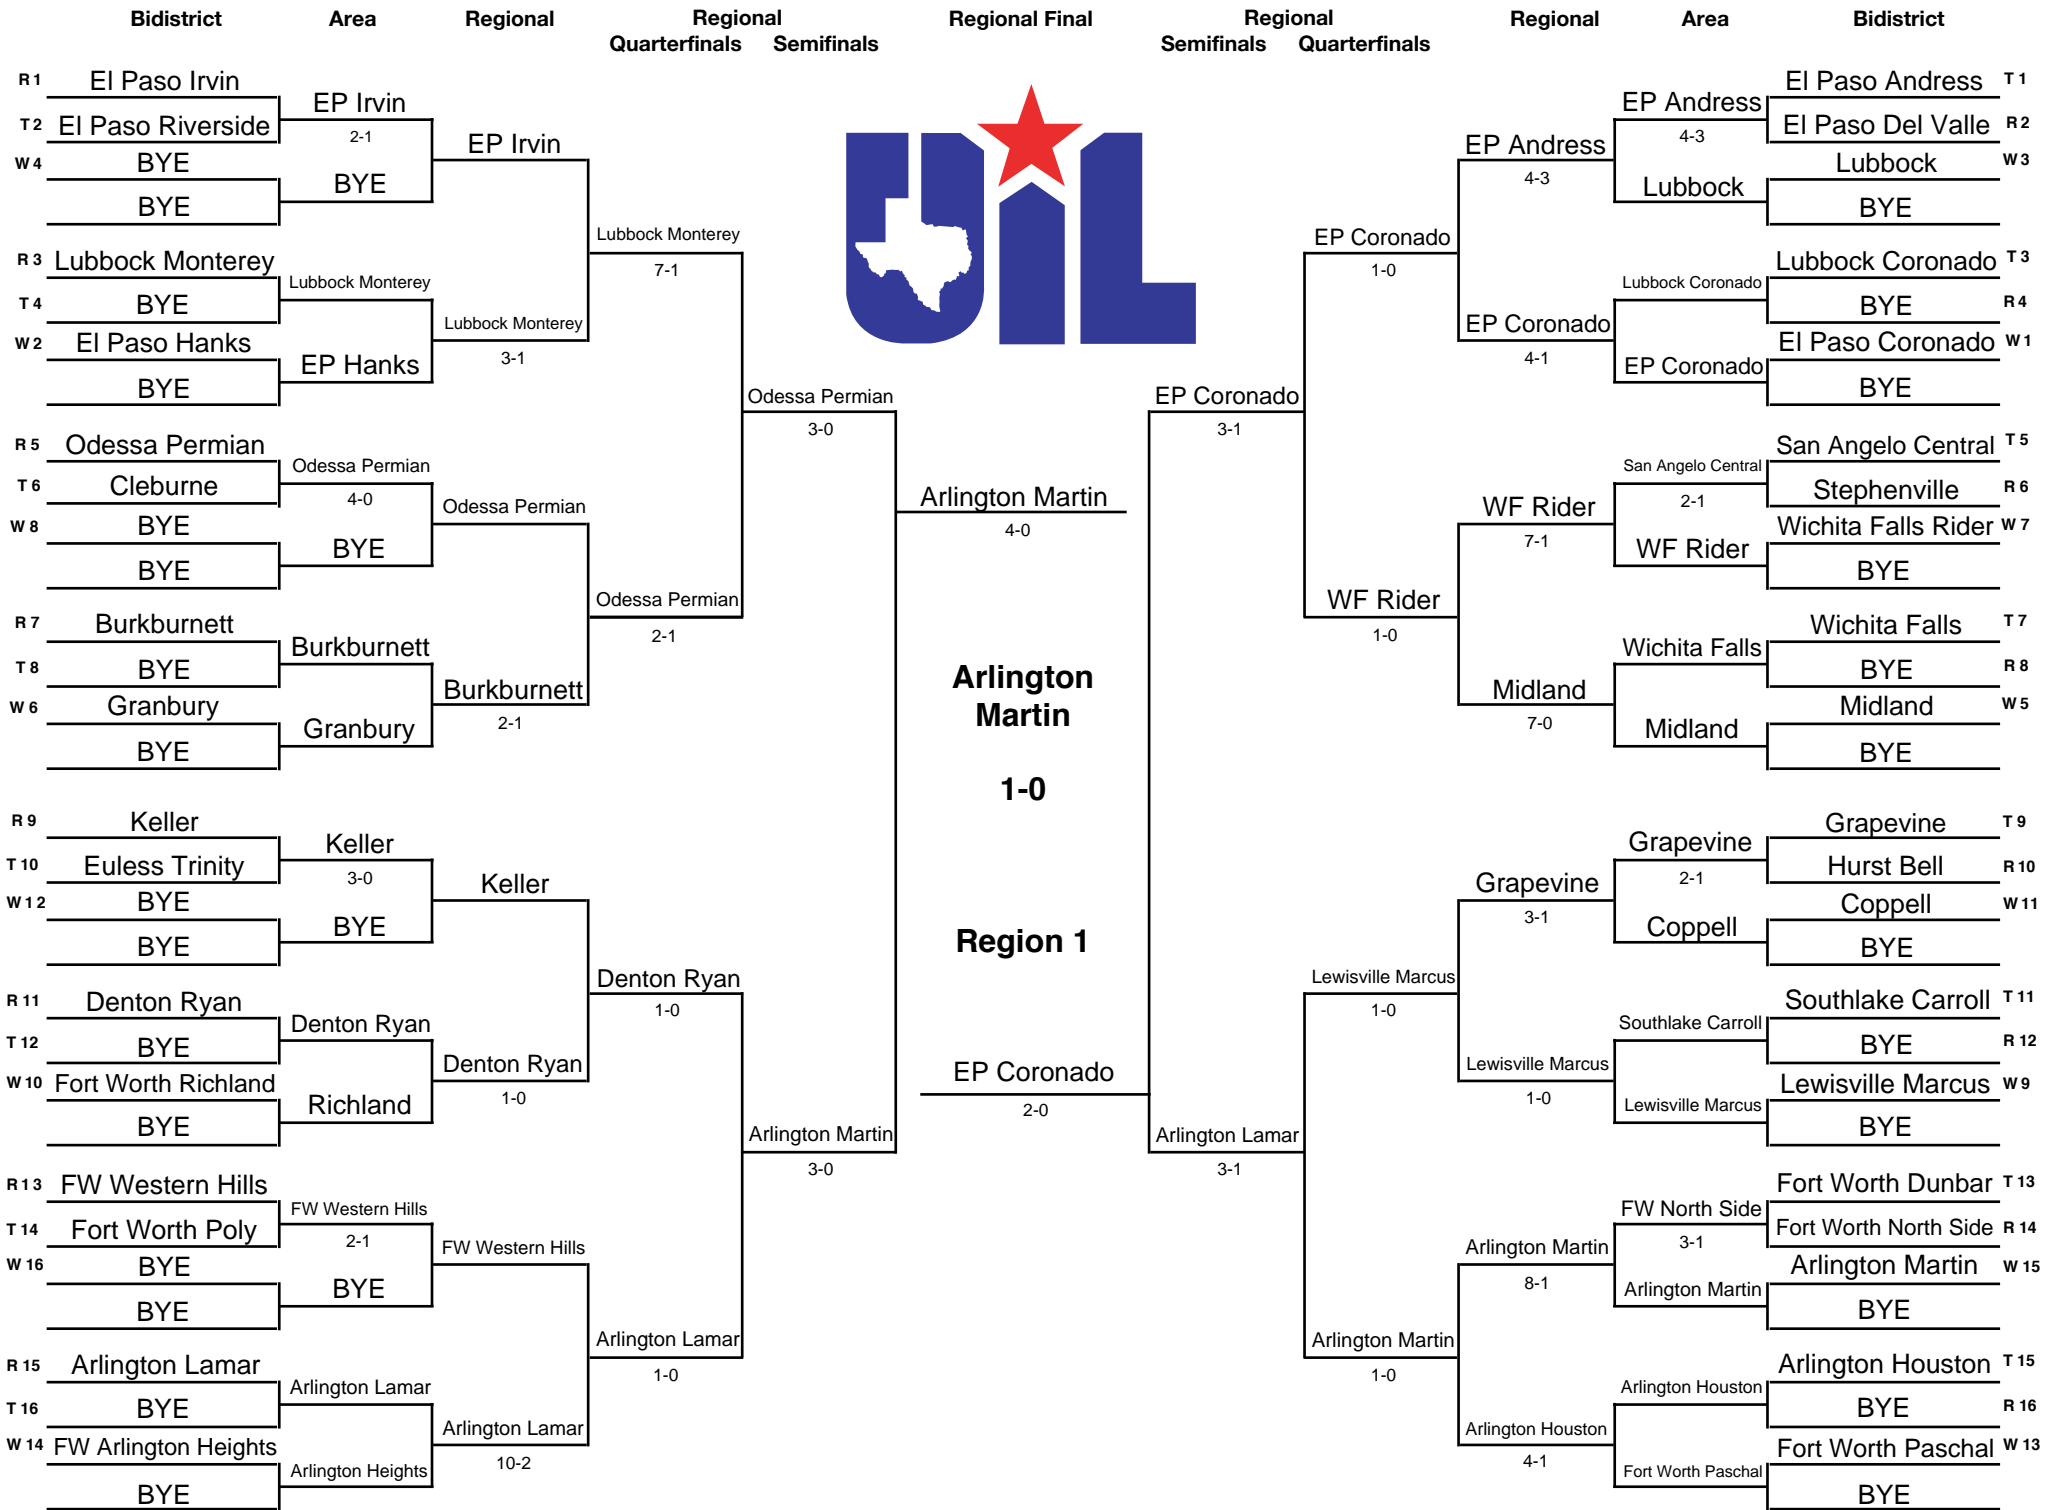 Bidistrict
Area
Regional
Regional
Quarterfinals
Semifinals
Regional Final
Regional
Semifinals
Quarterfinals
Regional
Area
Bidistrict
R 1
El Paso Irvin
T 2
El Paso Riverside
W 4
BYE
BYE
R 3
Lubbock Monterey
T 4
BYE
W 2
El Paso Hanks
BYE
R 5
Odessa Permian
T 6
Cleburne
W 8
BYE
BYE
R 7
Burkburnett
T 8
BYE
W 6
Granbury
BYE
R 9
Keller
T 10
Euless Trinity
W 12
BYE
BYE
R 11
Denton Ryan
T 12
BYE
W 10
Fort Worth Richland
BYE
R 13
FW Western Hills
T 14
Fort Worth Poly
W 16
BYE
BYE
R 15
Arlington Lamar
T 16
BYE
W 14
FW Arlington Heights
BYE
EP Irvin
2-1
BYE
Lubbock Monterey
EP Hanks
Odessa Permian
4-0
BYE
Burkburnett
Granbury
Keller
3-0
BYE
Denton Ryan
Richland
FW Western Hills
2-1
BYE
Arlington Lamar
Arlington Heights
EP Irvin
Lubbock Monterey
3-1
Odessa Permian
Burkburnett
2-1
Keller
Denton Ryan
1-0
FW Western Hills
Arlington Lamar
10-2
Lubbock Monterey
7-1
Odessa Permian
2-1
Denton Ryan
1-0
Arlington Lamar
1-0
Odessa Permian
3-0
Arlington Martin
3-0
UIL
Arlington Martin
4-0
Arlington
Martin
1-0
Region 1
EP Coronado
2-0
EP Coronado
3-1
Arlington Lamar
3-1
EP Coronado
1-0
WF Rider
1-0
Lewisville Marcus
1-0
Arlington Martin
1-0
EP Andress
4-3
EP Coronado
4-1
WF Rider
7-1
Midland
7-0
Grapevine
3-1
Lewisville Marcus
1-0
Arlington Martin
8-1
Arlington Houston
4-1
EP Andress
4-3
Lubbock
Lubbock Coronado
EP Coronado
San Angelo Central
2-1
WF Rider
Wichita Falls
Midland
Grapevine
2-1
Coppell
Southlake Carroll
Lewisville Marcus
FW North Side
3-1
Arlington Martin
Arlington Houston
Fort Worth Paschal
El Paso Andress
T 1
El Paso Del Valle
R 2
Lubbock
W 3
BYE
Lubbock Coronado
T 3
BYE
R 4
El Paso Coronado
W 1
BYE
San Angelo Central
T 5
Stephenville
R 6
Wichita Falls Rider
W 7
BYE
Wichita Falls
T 7
BYE
R 8
Midland
W 5
BYE
Grapevine
T 9
Hurst Bell
R 10
Coppell
W 11
BYE
Southlake Carroll
T 11
BYE
R 12
Lewisville Marcus
W 9
BYE
Fort Worth Dunbar
T 13
Fort Worth North Side
R 14
Arlington Martin
W 15
BYE
Arlington Houston
T 15
BYE
R 16
Fort Worth Paschal
W 13
BYE